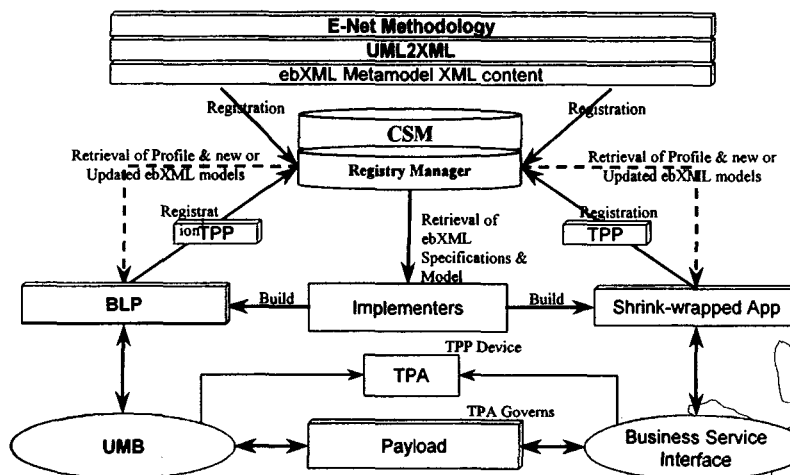 E-Net Methodology
UML2XML
ebXML Metamodel XML content
Registration
Registration
CSM
Registry Manager
Retrieval of Profile & new or
Updated ebXML models
Retrieval of Profile & new or
Updated ebXML models
Registrat
ion
TPP
Retrieval of
ebXML
Specifications &
Model
Registration
TPP
BLP
Build
Implementers
Build
Shrink-wrapped App
TPP Device
TPA
TPA Governs
UMB
Payload
Business Service
Interface